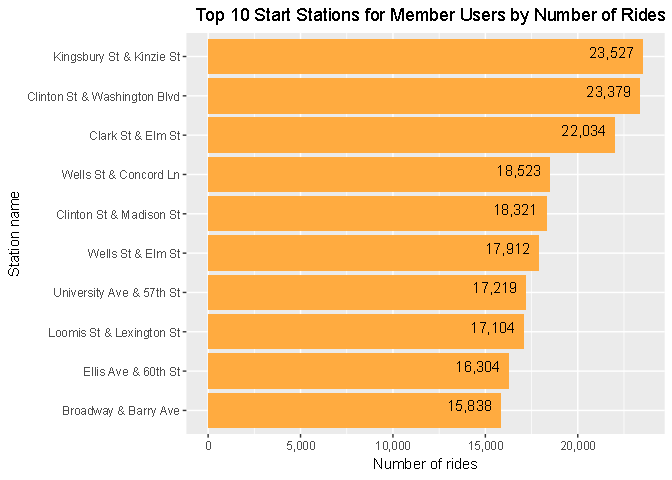 Top 10 Start Stations for Member Users by Number of Rides
Station name
Kingsbury St & Kinzie St 23,527
Clinton St & Washington Blvd 23,379
Clark St & Elm St 22,034
Wells St & Concord Ln 18,523
Clinton St & Madison St 18,321
Wells St & Elm St 17,912
University Ave & 57th St 17,219
Loomis St & Lexington St 17,104
Ellis Ave & 60th St 16,304
Broadway & Barry Ave 15,838
0 5,000 10,000 15,000 20,000
Number of rides